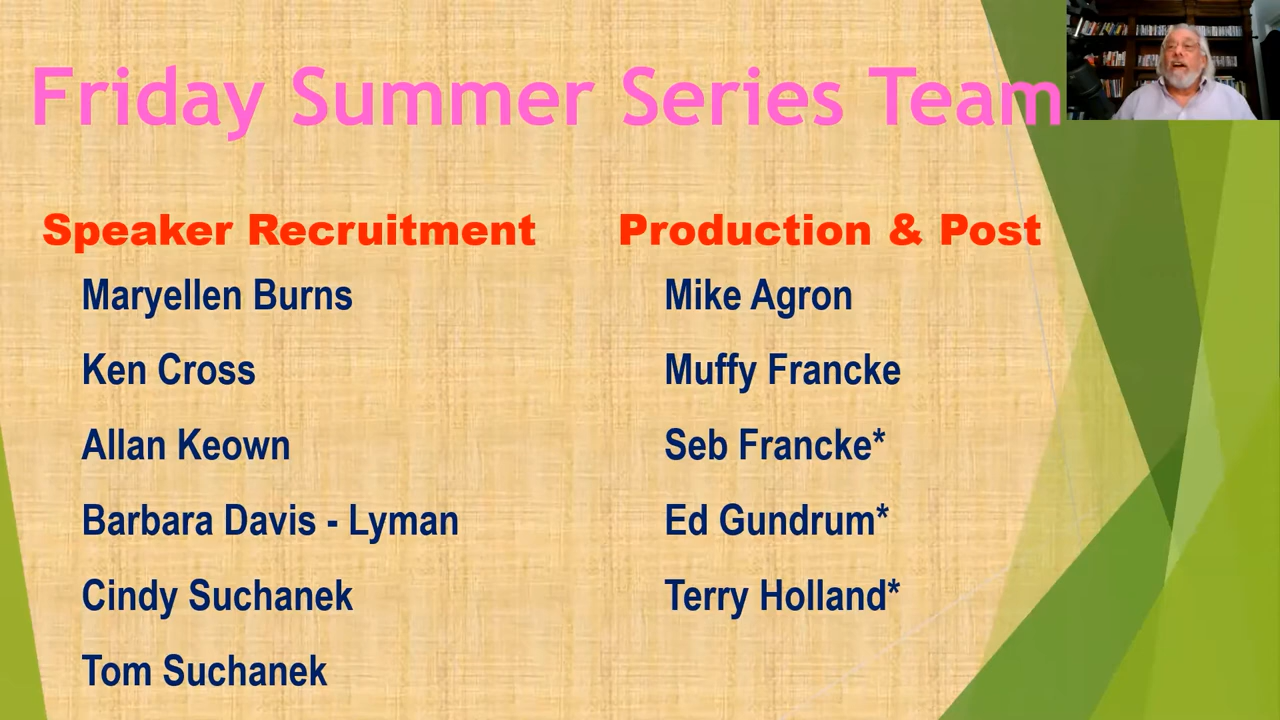 Friday Summer Series Team
Speaker Recruitment
Maryellen Burns
Ken Cross
Allan Keown
Barbara Davis - Lyman
Cindy Suchanek
Tom Suchanek
Production & Post
Mike Agron
Muffy Francke
Seb Francke*
Ed Gundrum*
Terry Holland*